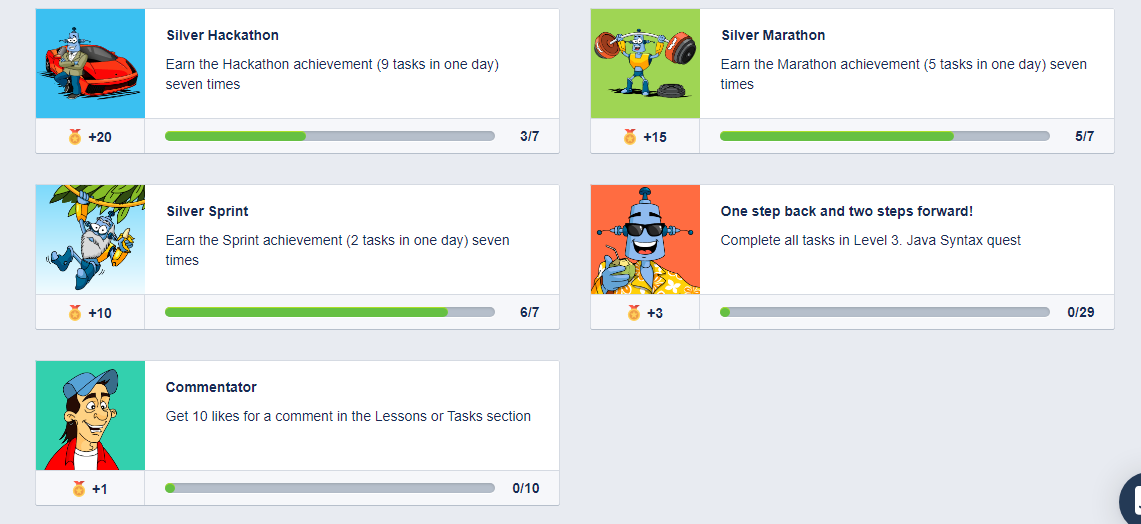 Silver Hackathon
Earn the Hackathon achievement (9 tasks in one day)
seven times
+20
3/7
Silver Marathon
Earn the Marathon achievement (5 tasks in one day) seven
times
+15
5/7
Silver Sprint
Earn the Sprint achievement (2 tasks in one day) seven
times
+10
6/7
One step back and two steps forward!
Complete all tasks in Level 3. Java Syntax quest
+3
0/29
Commentator
Get 10 likes for a comment in the Lessons or Tasks section
+1
0/10